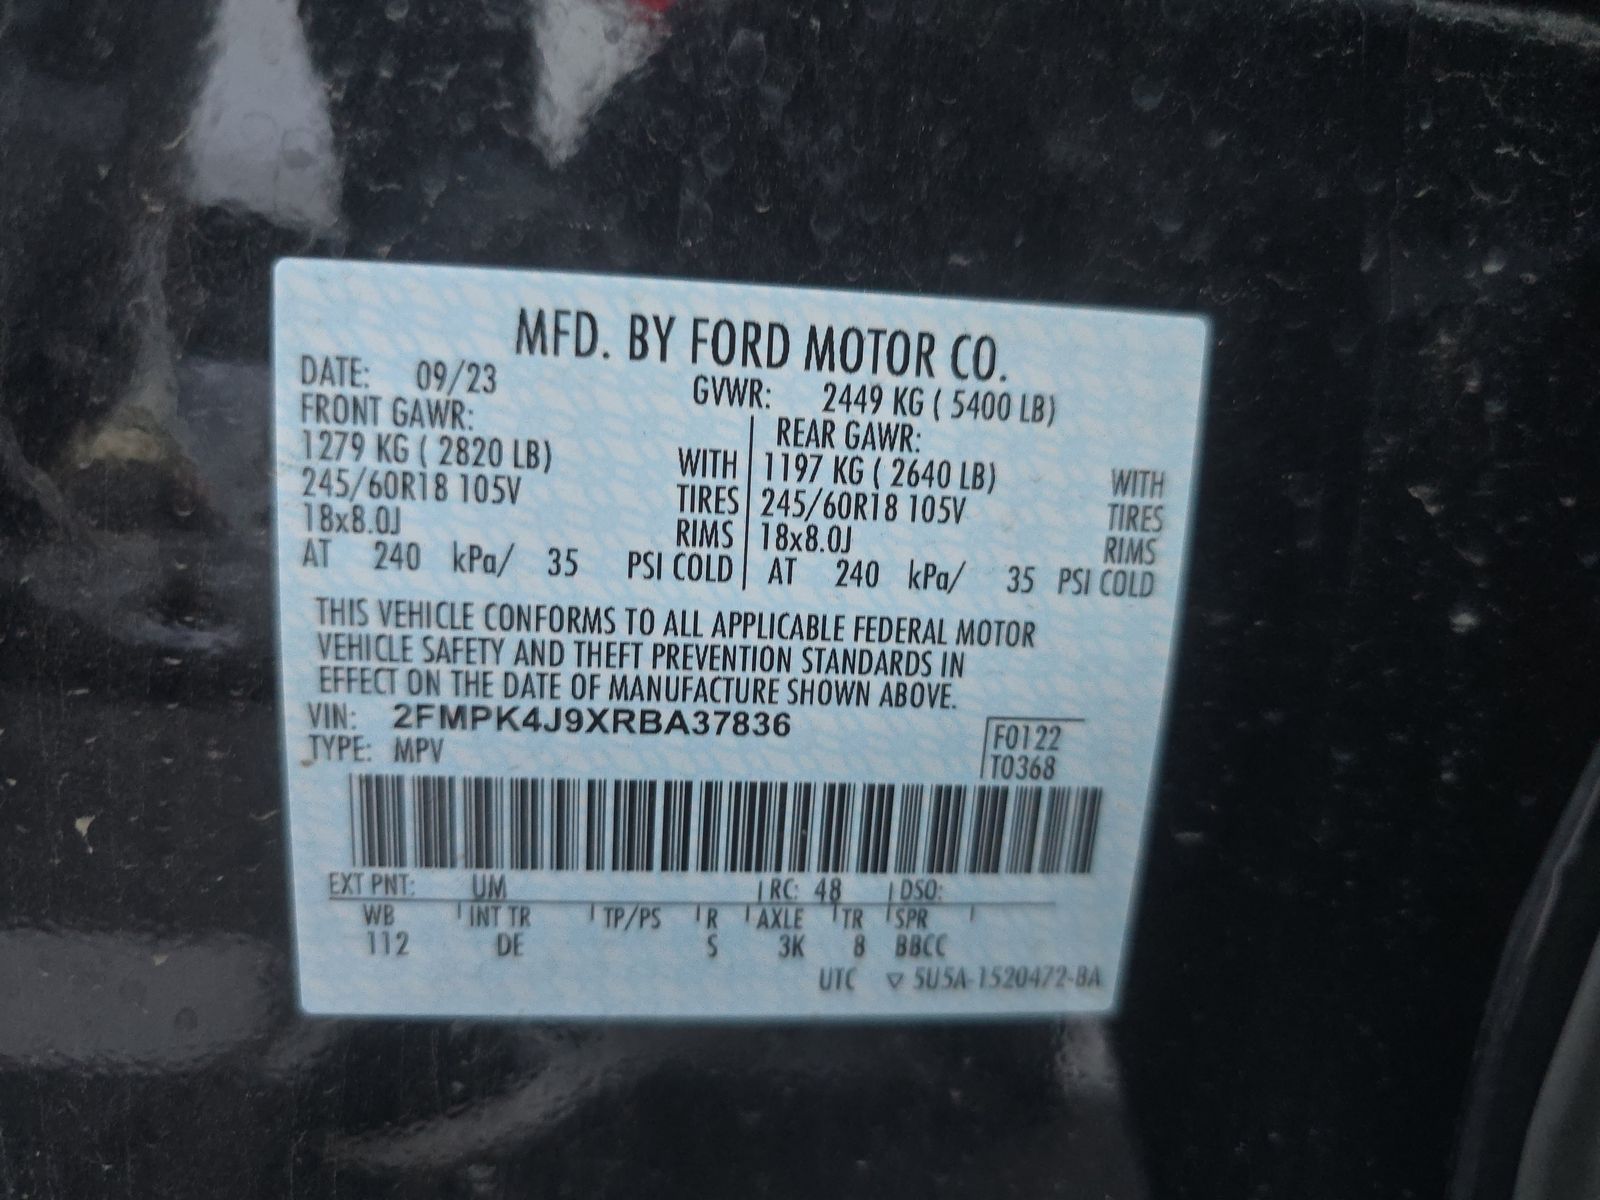 MFD. BY FORD MOTOR CO.
DATE: 09/23 GVWR: 2449 KG ( 5400 LB)
FRONT GAWR: REAR GAWR:
1279 KG ( 2820 LB) WITH 1197 KG ( 2640 LB) WITH
245/60R18 105V TIRES 245/60R18 105V TIRES
18x8.0J RIMS 18x8.0J RIMS
AT 240 kPa/ 35 PSI COLD AT 240 kPa/ 35 PSI COLD
THIS VEHICLE CONFORMS TO ALL APPLICABLE FEDERAL MOTOR
VEHICLE SAFETY AND THEFT PREVENTION STANDARDS IN
EFFECT ON THE DATE OF MANUFACTURE SHOWN ABOVE.
VIN: 2FMPK4J9XRBA37836
TYPE: MPV
F0122
T0368
EXT PNT: UM RC: 48 DSO:
WB INT TR TP/PS R AXLE TR SPR
112 DE S 3K 8 BBCC
UTC ▽ 5U5A-1520472-BA